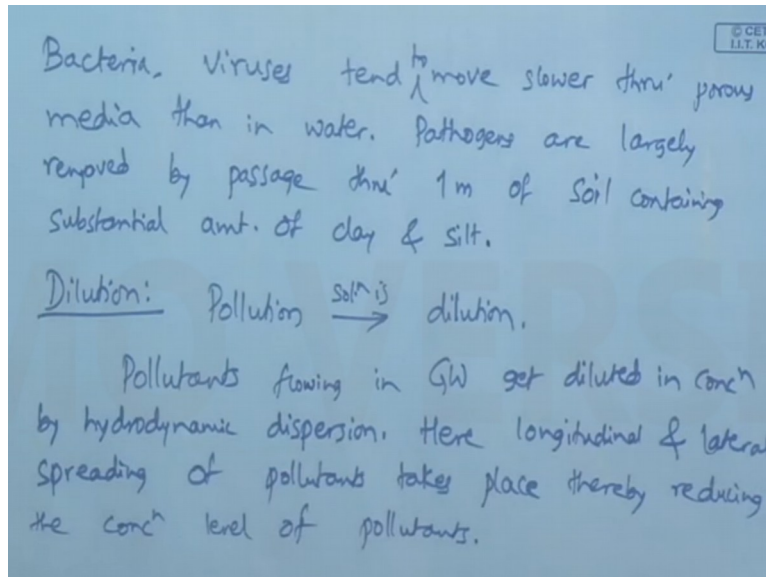 © CET
I.I.T. K
Bacteria, Viruses tend to move slower thru' porous
media than in water. Pathogens are largely
removed by passage thru' 1 m of Soil containing
Substantial amt. of clay & silt.
Dilution: Pollution Solⁿ is → dilution.
Pollutants flowing in GW get diluted in concⁿ
by hydrodynamic dispersion. Here longitudinal & lateral
spreading of pollutants takes place thereby reducing
the concⁿ level of pollutants.